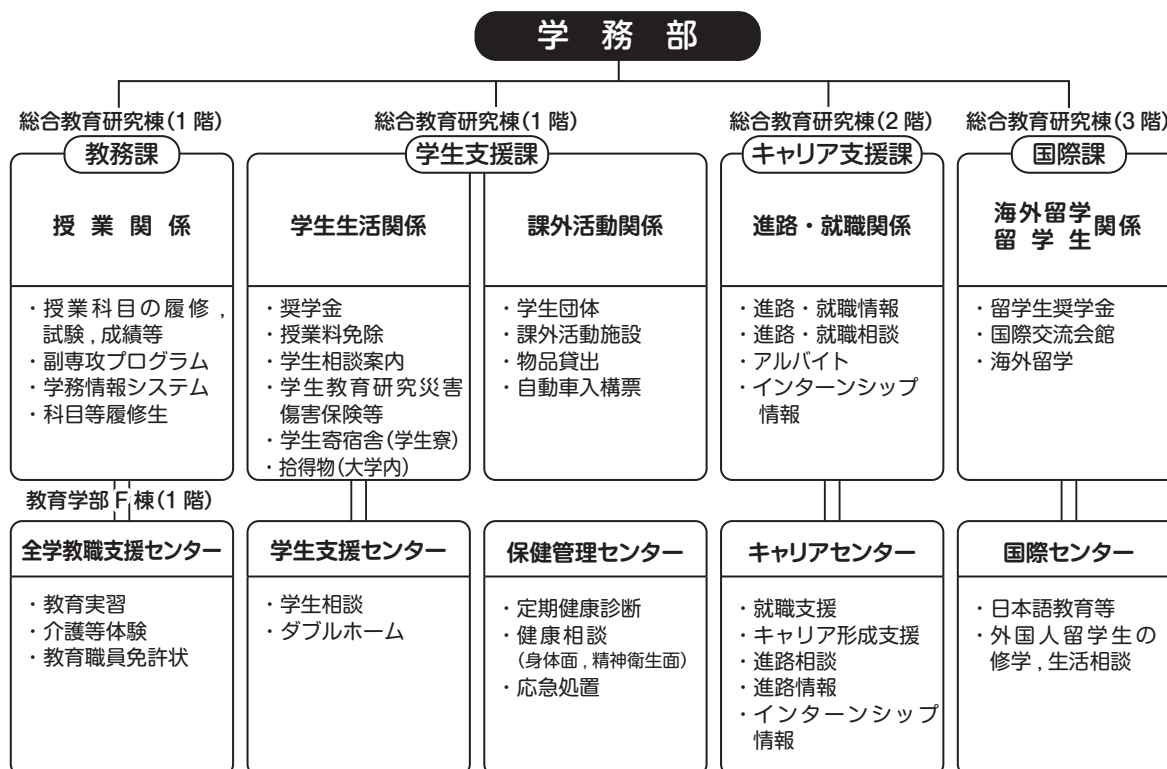 学務部
総合教育研究棟(1階)
教務課
授業関係
・授業科目の履修,
試験,成績等
・副専攻プログラム
・学務情報システム
・科目等履修生
総合教育研究棟(1階)
学生支援課
学生生活関係
・奨学金
・授業料免除
・学生相談案内
・学生教育研究災害
傷害保険等
・学生寄宿舎(学生寮)
・拾得物(大学内)
課外活動関係
・学生団体
・課外活動施設
・物品貸出
・自動車入構票
総合教育研究棟(2階)
キャリア支援課
進路・就職関係
・進路・就職情報
・進路・就職相談
・アルバイト
・インターンシップ
情報
総合教育研究棟(3階)
国際課
海外留学
留学生関係
・留学生奨学金
・国際交流会館
・海外留学
教育学部F棟(1階)
全学教職支援センター
・教育実習
・介護等体験
・教育職員免許状
学生支援センター
・学生相談
・ダブルホーム
保健管理センター
・定期健康診断
・健康相談
(身体面,精神衛生面)
・応急処置
キャリアセンター
・就職支援
・キャリア形成支援
・進路相談
・進路情報
・インターンシップ
情報
国際センター
・日本語教育等
・外国人留学生の
修学,生活相談